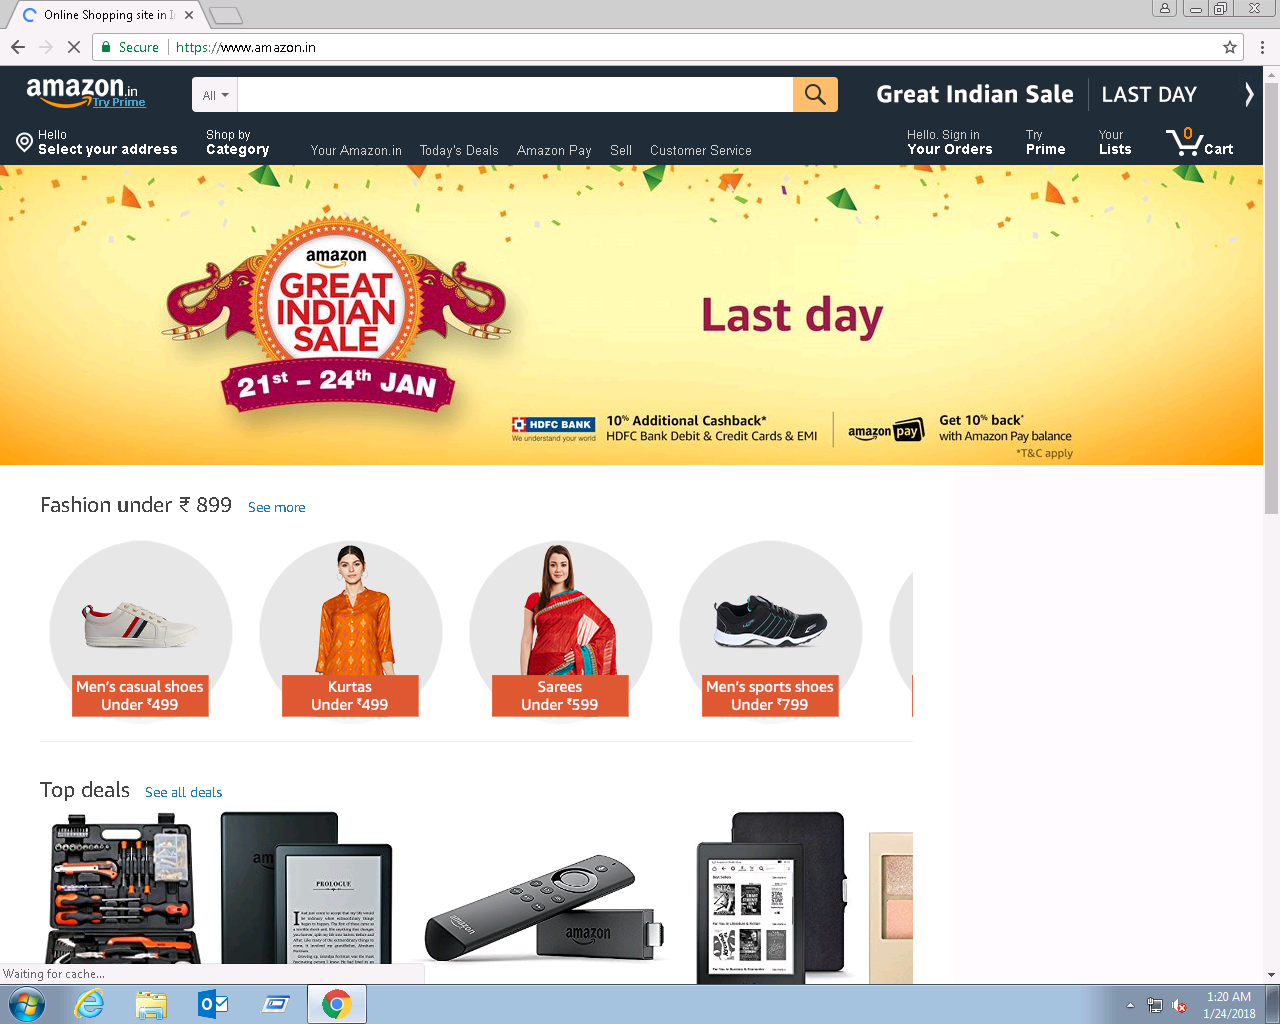 Online Shopping site in I
Secure
https://www.amazon.in
amazon.in
Try Prime
All
Great Indian Sale
LAST DAY
Hello
Select your address
Shop by
Category
Your Amazon.in
Today's Deals
Amazon Pay
Sell
Customer Service
Hello. Sign in
Your Orders
Try
Prime
Your
Lists
0
Cart
amazon
GREAT
INDIAN
SALE
21st – 24th JAN
Last day
HDFC BANK
We understand your world
10% Additional Cashback*
HDFC Bank Debit & Credit Cards & EMI
amazon pay
Get 10% back*
with Amazon Pay balance
*T&C apply
Fashion under ₹ 899
See more
Men's casual shoes
Under ₹499
Kurtas
Under ₹499
Sarees
Under ₹599
Men's sports shoes
Under ₹799
Top deals
See all deals
am
PROLOGUE
amazon
amazon
Waiting for cache...
1:20 AM
1/24/2018